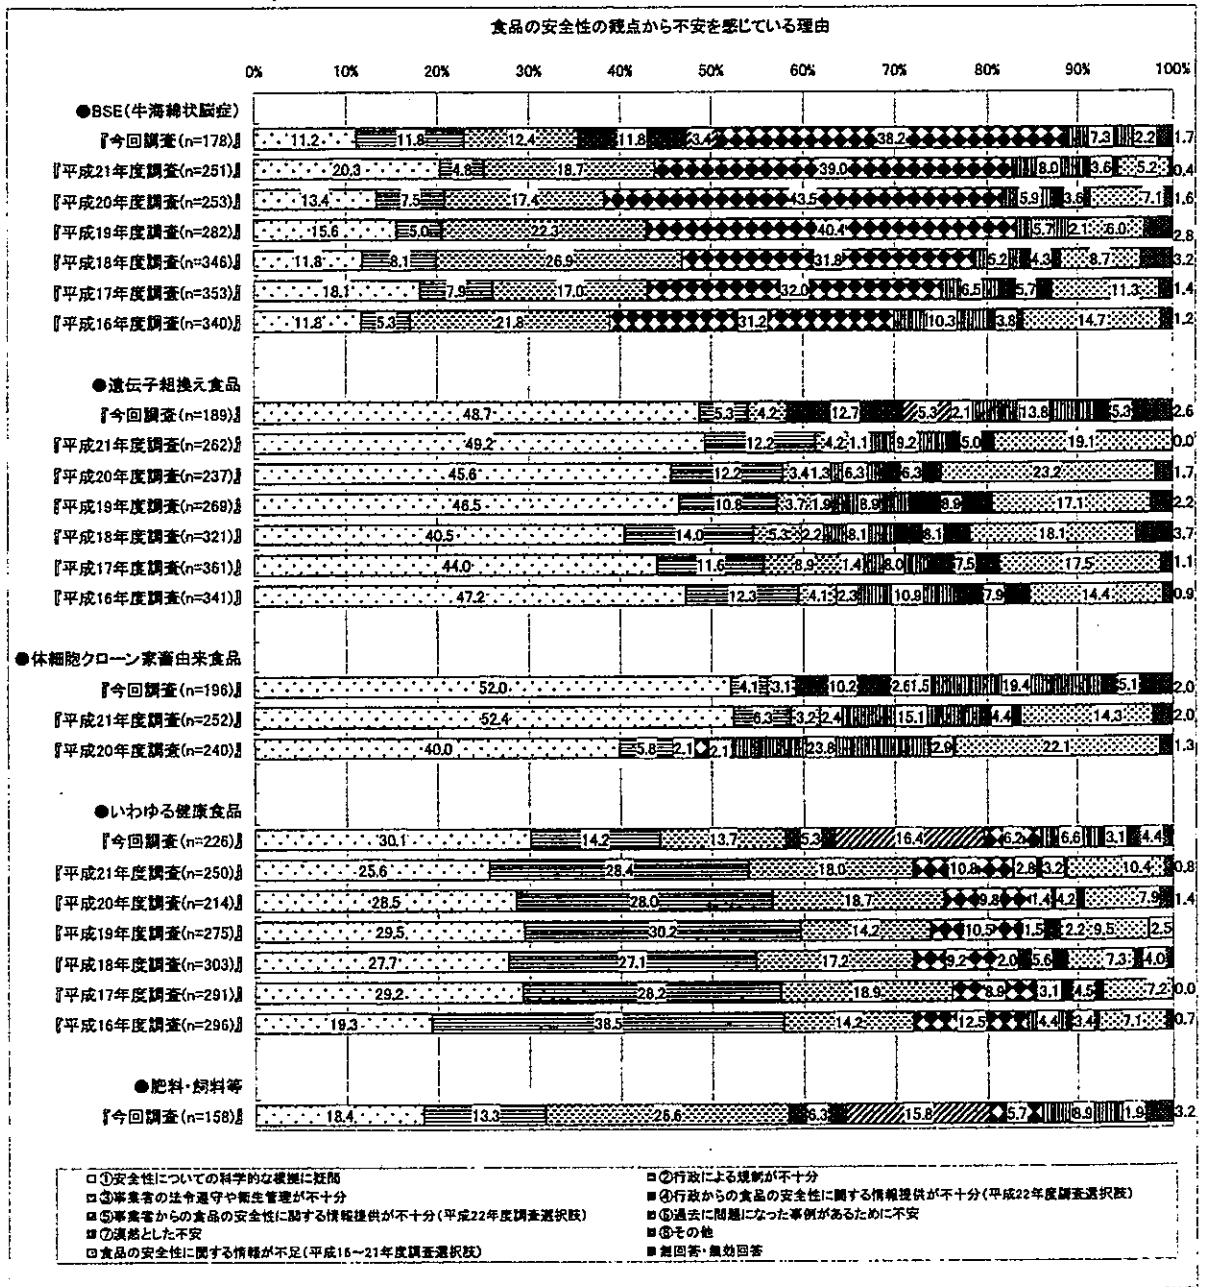 食品の安全性の観点から不安を感じている理由
0% 10% 20% 30% 40% 50% 60% 70% 80% 90% 100%
●BSE(牛海綿状脳症)
『今回調査(n=178)』 11.2 11.8 12.4 11.8 3.4 38.2 7.3 2.2 1.7
『平成21年度調査(n=251)』 20.3 4.8 18.7 39.0 8.0 3.6 5.2 0.4
『平成20年度調査(n=253)』 13.4 7.5 17.4 43.5 5.9 3.6 7.1 1.6
『平成19年度調査(n=282)』 15.6 5.0 22.3 40.4 5.7 2.1 6.0 2.8
『平成18年度調査(n=346)』 11.8 8.1 26.9 31.8 5.2 4.3 8.7 3.2
『平成17年度調査(n=353)』 18.1 7.9 17.0 32.0 6.5 5.7 11.3 1.4
『平成16年度調査(n=340)』 11.8 5.3 21.8 31.2 10.3 3.8 14.7 1.2
●遺伝子組換え食品
『今回調査(n=189)』 48.7 5.3 4.2 12.7 5.3 2.1 13.8 5.3 2.6
『平成21年度調査(n=262)』 49.2 12.2 4.2 1.1 9.2 5.0 19.1 0.0
『平成20年度調査(n=237)』 45.6 12.2 3.4 1.3 6.3 6.3 23.2 1.7
『平成19年度調査(n=269)』 46.5 10.8 3.7 1.9 8.9 8.9 17.1 2.2
『平成18年度調査(n=321)』 40.5 14.0 5.3 2.2 8.1 8.1 18.1 3.7
『平成17年度調査(n=361)』 44.0 11.6 8.9 1.4 8.0 7.5 17.5 1.1
『平成16年度調査(n=341)』 47.2 12.3 4.1 2.3 10.9 7.9 14.4 0.9
●体細胞クローン家畜由来食品
『今回調査(n=196)』 52.0 4.1 3.1 10.2 2.6 1.5 19.4 5.1 2.0
『平成21年度調査(n=252)』 52.4 6.3 3.2 2.4 15.1 4.4 14.3 2.0
『平成20年度調査(n=240)』 40.0 5.8 2.1 2.1 23.8 2.9 22.1 1.3
●いわゆる健康食品
『今回調査(n=226)』 30.1 14.2 13.7 5.3 16.4 6.2 6.6 3.1 4.4
『平成21年度調査(n=250)』 25.6 28.4 18.0 10.8 2.8 3.2 10.4 0.8
『平成20年度調査(n=214)』 28.5 28.0 18.7 9.8 1.4 4.2 7.9 1.4
『平成19年度調査(n=275)』 29.5 30.2 14.2 10.5 1.5 2.2 9.5 2.5
『平成18年度調査(n=303)』 27.7 27.1 17.2 9.2 2.0 5.6 7.3 4.0
『平成17年度調査(n=291)』 29.2 28.2 18.9 8.9 3.1 4.5 7.2 0.0
『平成16年度調査(n=296)』 19.3 38.5 14.2 12.5 4.4 3.4 7.1 0.7
●肥料・飼料等
『今回調査(n=158)』 18.4 13.3 26.6 6.3 15.8 5.7 8.9 1.9 3.2
①安全性についての科学的な根拠に疑問 ②行政による規制が不十分
③事業者の法令遵守や衛生管理が不十分 ④行政からの食品の安全性に関する情報提供が不十分(平成22年度調査選択肢)
⑤事業者からの食品の安全性に関する情報提供が不十分(平成22年度調査選択肢) ⑥過去に問題になった事例があるために不安
⑦漠然とした不安 ⑧その他
食品の安全性に関する情報が不足(平成16～21年度調査選択肢) 無回答・無効回答